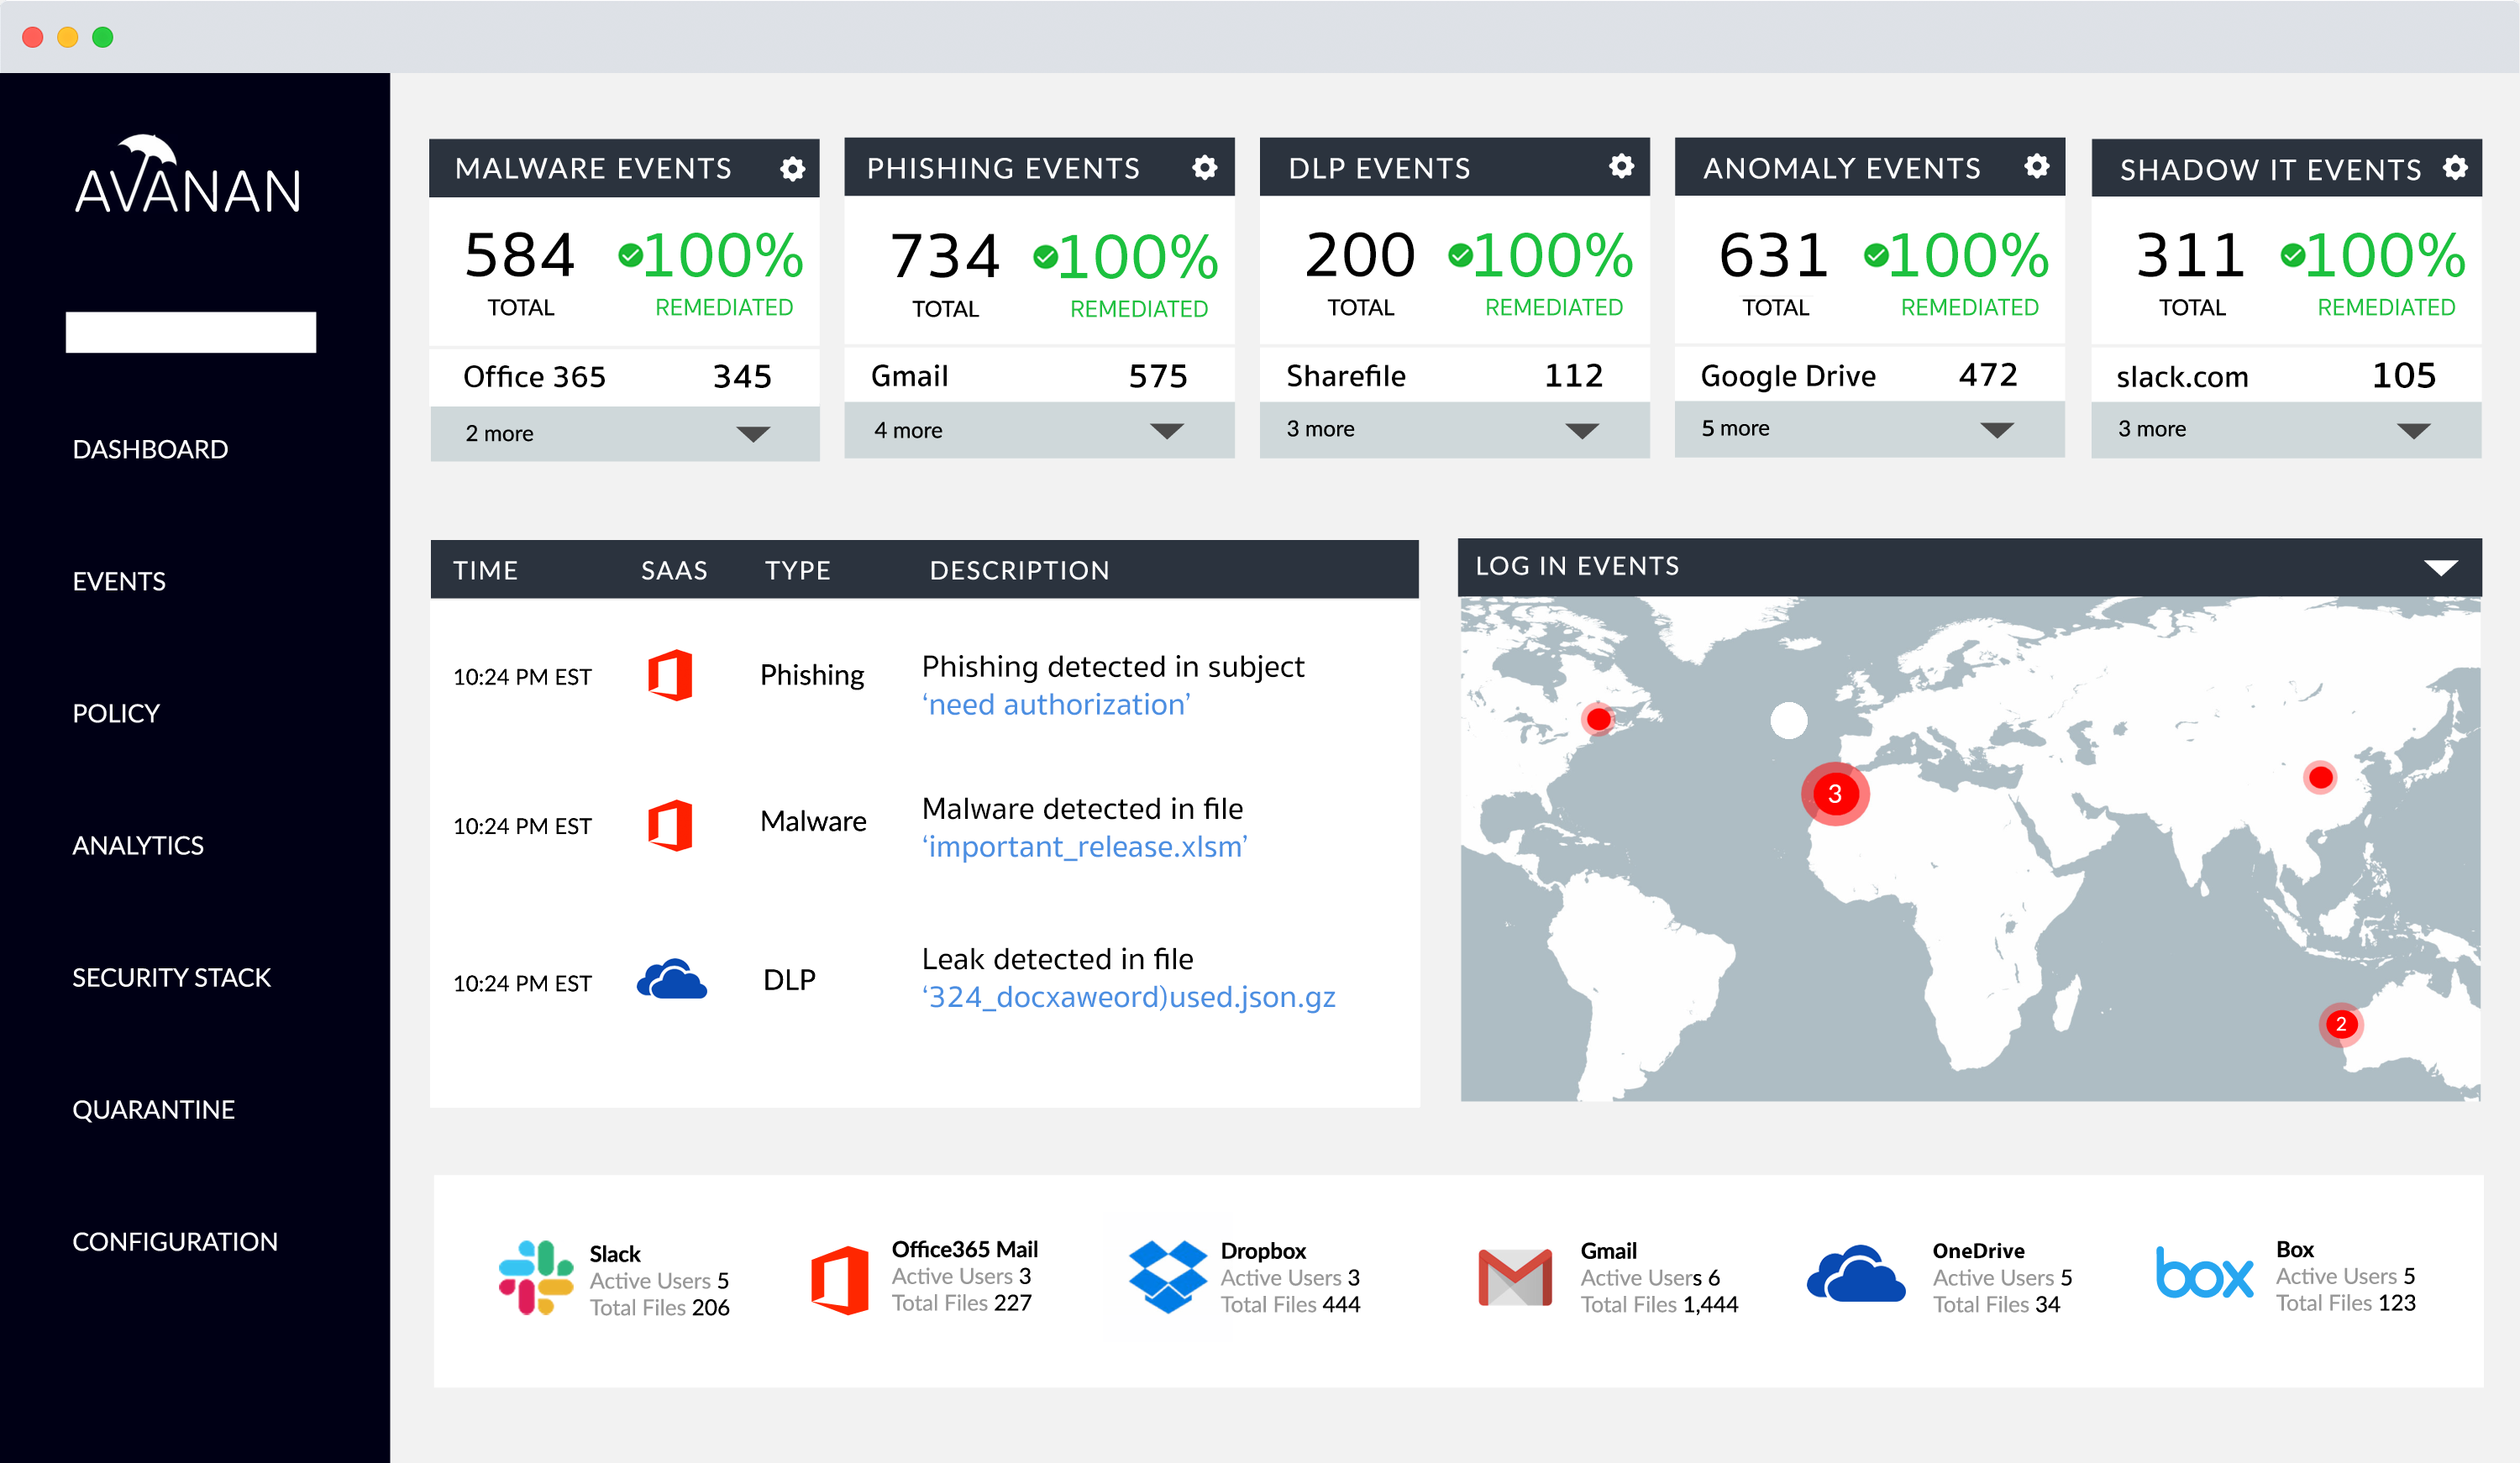 AVANAN
DASHBOARD
EVENTS
POLICY
ANALYTICS
SECURITY STACK
QUARANTINE
CONFIGURATION
MALWARE EVENTS
584 100%
TOTAL REMEDIATED
Office 365 345
2 more
PHISHING EVENTS
734 100%
TOTAL REMEDIATED
Gmail 575
4 more
DLP EVENTS
200 100%
TOTAL REMEDIATED
Sharefile 112
3 more
ANOMALY EVENTS
631 100%
TOTAL REMEDIATED
Google Drive 472
5 more
SHADOW IT EVENTS
311 100%
TOTAL REMEDIATED
slack.com 105
3 more
TIME SAAS TYPE DESCRIPTION
10:24 PM EST Phishing Phishing detected in subject
‘need authorization’
10:24 PM EST Malware Malware detected in file
‘important_release.xlsm’
10:24 PM EST DLP Leak detected in file
‘324_docxaweord)used.json.gz
LOG IN EVENTS
3
2
Slack
Active Users 5
Total Files 206
Office365 Mail
Active Users 3
Total Files 227
Dropbox
Active Users 3
Total Files 444
Gmail
Active Users 6
Total Files 1,444
OneDrive
Active Users 5
Total Files 34
box
Box
Active Users 5
Total Files 123